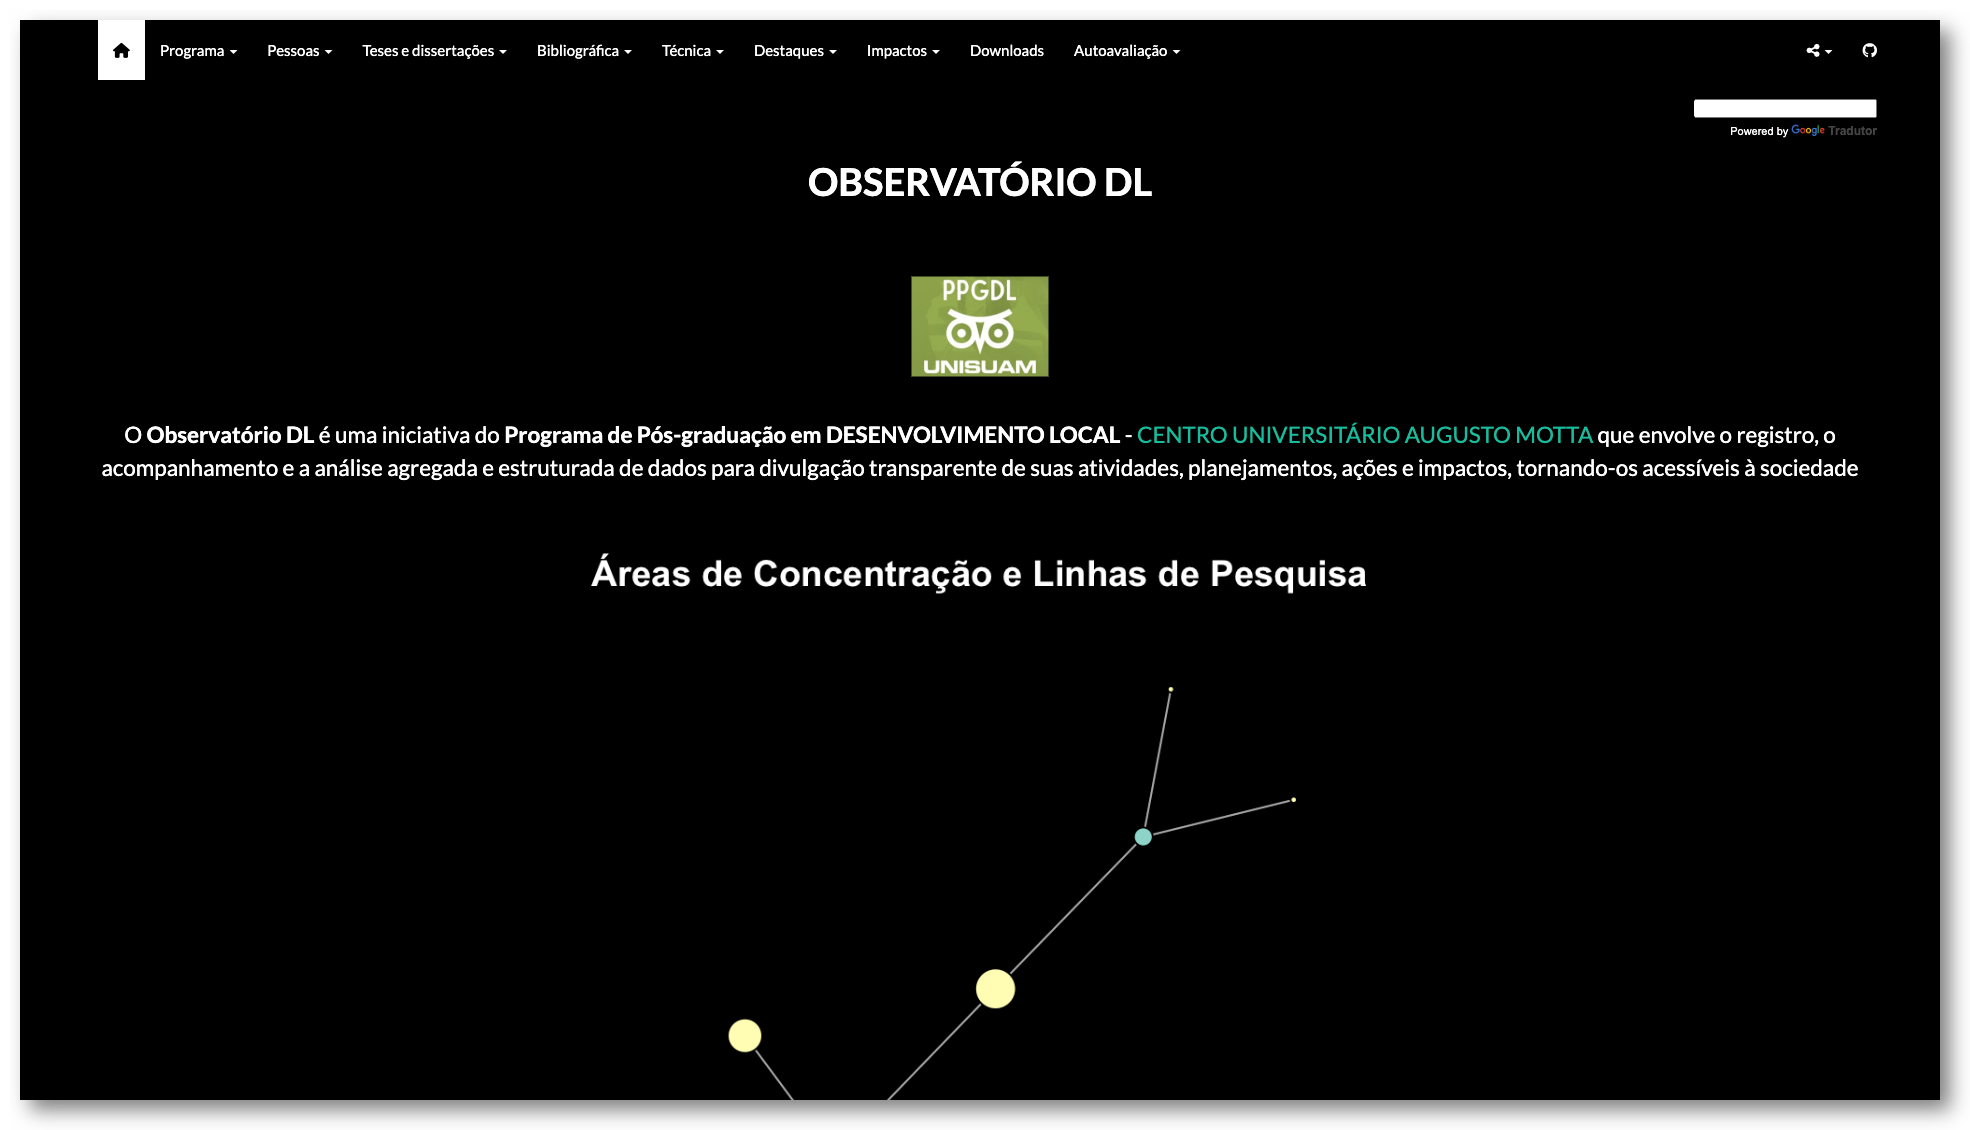 Programa Pessoas Teses e dissertações Bibliográfica Técnica Destaques Impactos Downloads Autoavaliação
Powered by Google Tradutor
OBSERVATÓRIO DL
PPGDL
UNISUAM
O Observatório DL é uma iniciativa do Programa de Pós-graduação em DESENVOLVIMENTO LOCAL - CENTRO UNIVERSITÁRIO AUGUSTO MOTTA que envolve o registro, o
acompanhamento e a análise agregada e estruturada de dados para divulgação transparente de suas atividades, planejamentos, ações e impactos, tornando-os acessíveis à sociedade
Áreas de Concentração e Linhas de Pesquisa